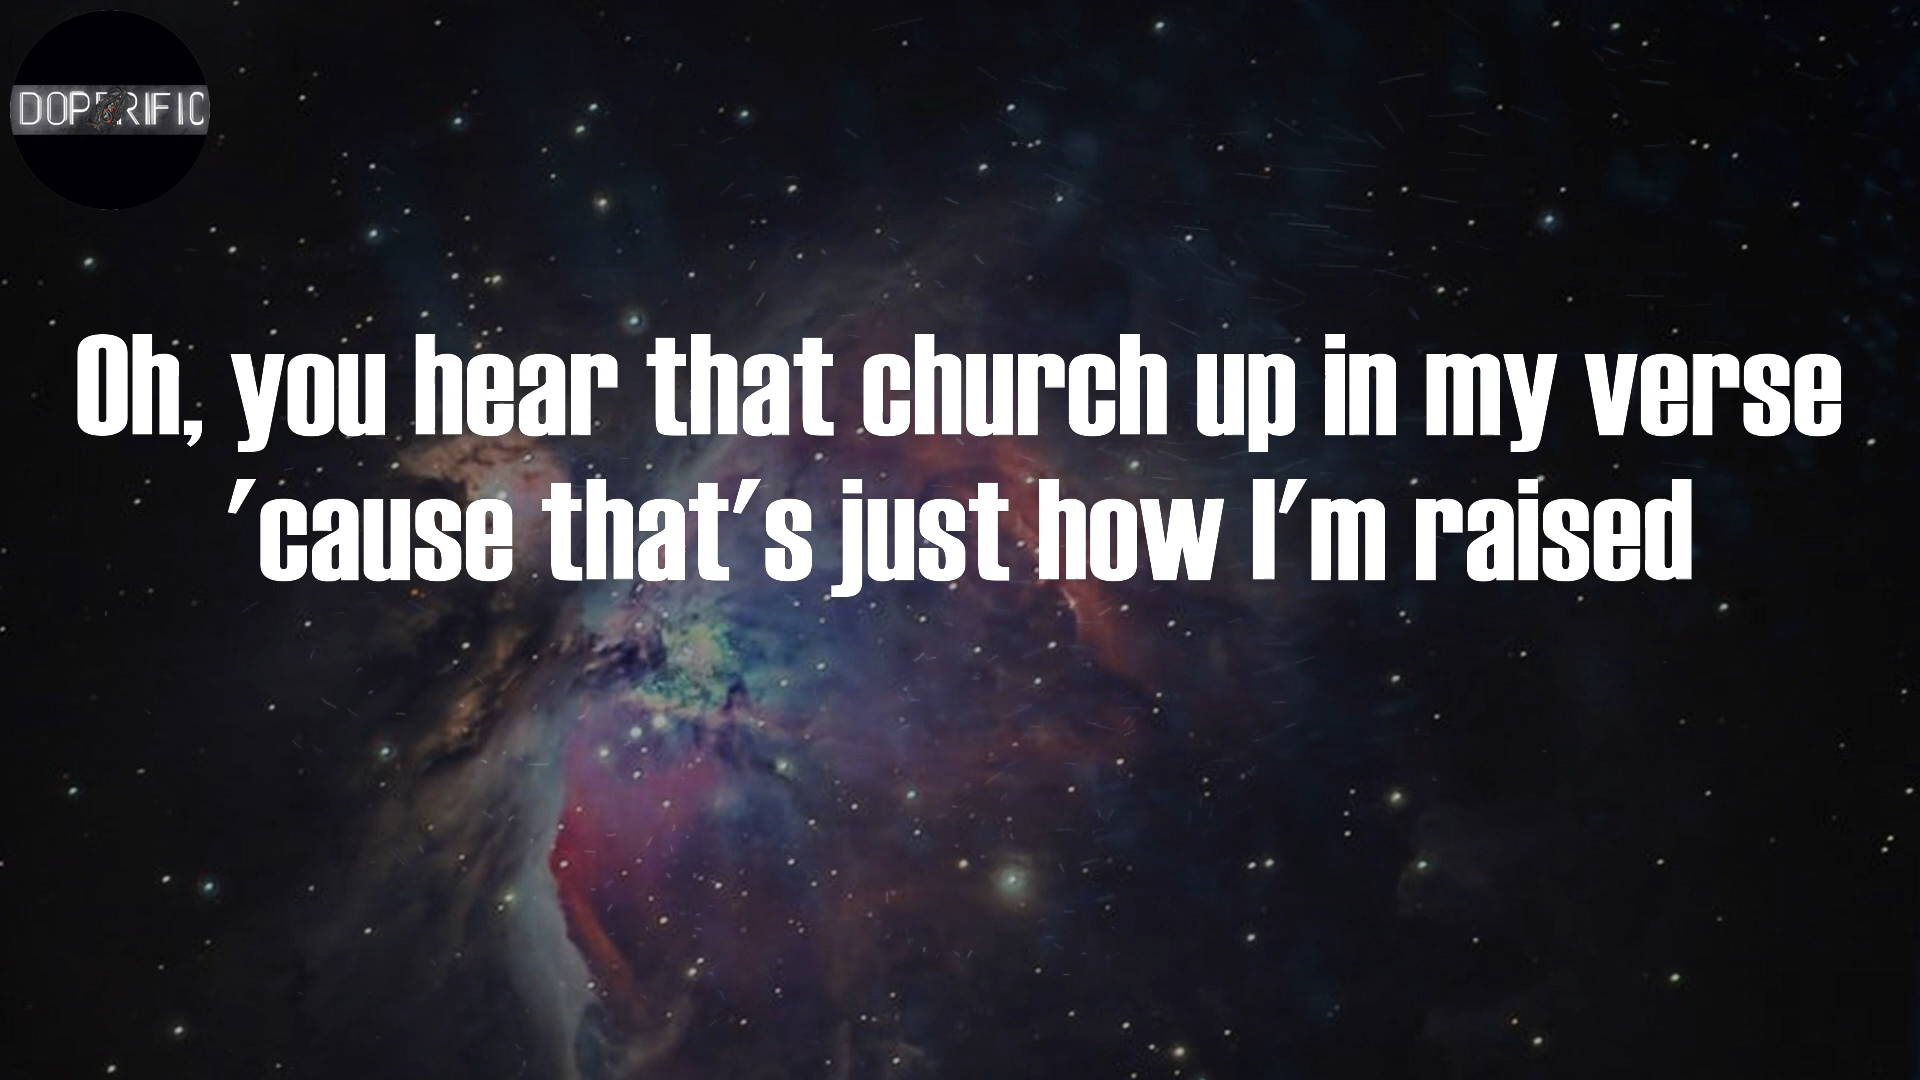 DOPERIFIC
Oh, you hear that church up in my verse
'cause that's just how I'm raised